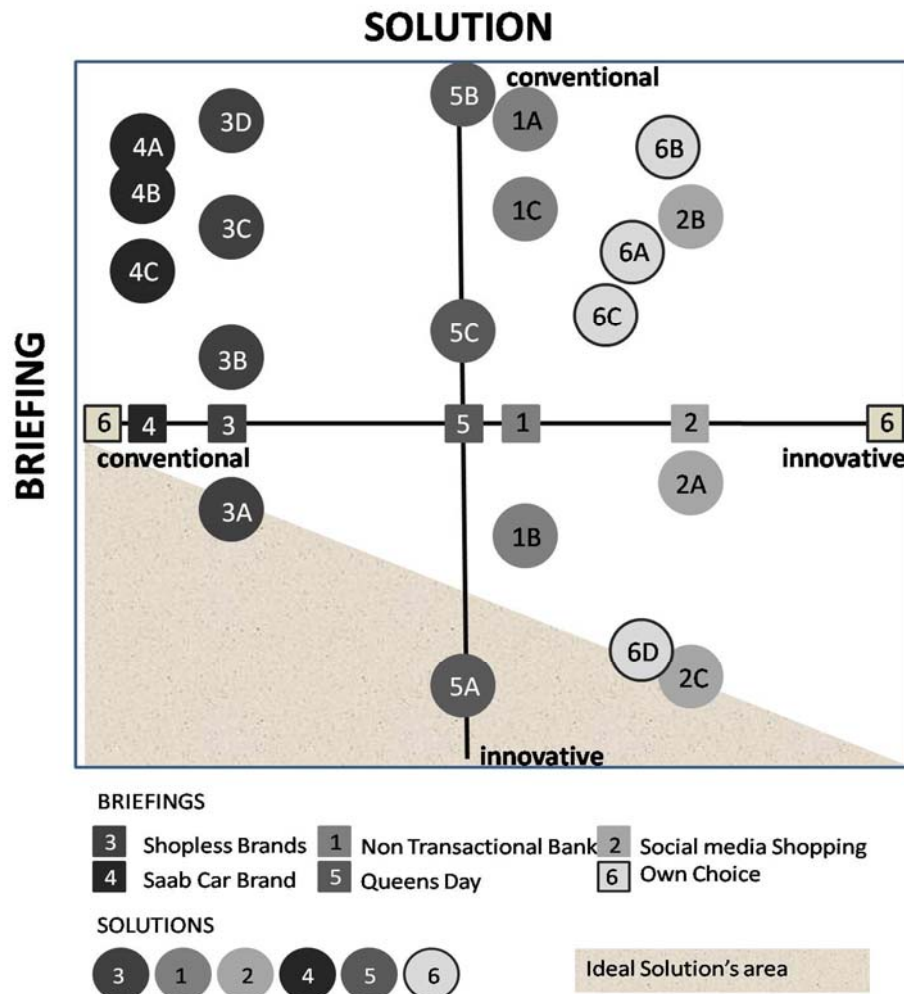 SOLUTION
conventional
5B
1A
3D
4A
6B
4B
1C
2B
3C
6A
4C
6C
5C
3B
BRIEFING
6 4 3 5 1 2 6
conventional
innovative
2A
3A
1B
6D
5A
2C
innovative
BRIEFINGS
3 Shopless Brands 1 Non Transactional Bank 2 Social media Shopping
4 Saab Car Brand 5 Queens Day 6 Own Choice
SOLUTIONS
3 1 2 4 5 6 Ideal Solution's area